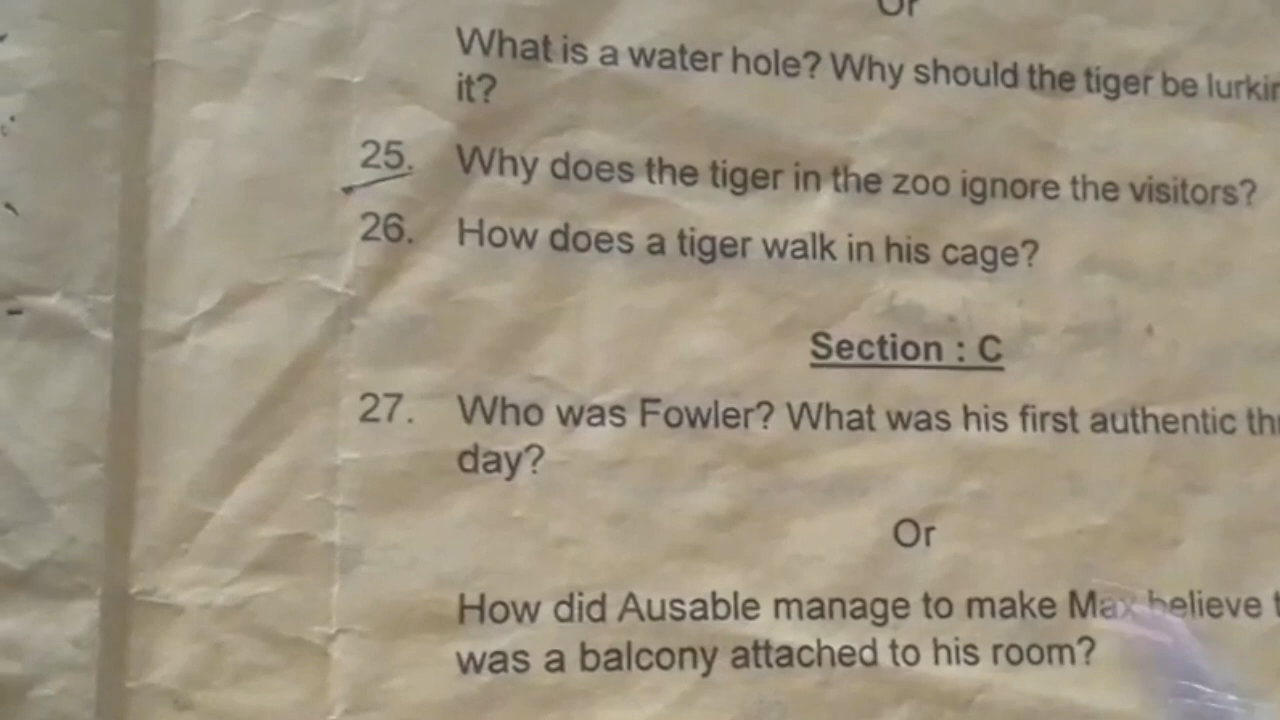 Or
What is a water hole? Why should the tiger be
it?
25. Why does the tiger in the zoo ignore the visitors?
26. How does a tiger walk in his cage?
Section : C
27. Who was Fowler? What was his first authentic
day?
Or
How did Ausable manage to make Max believe
was a balcony attached to his room?